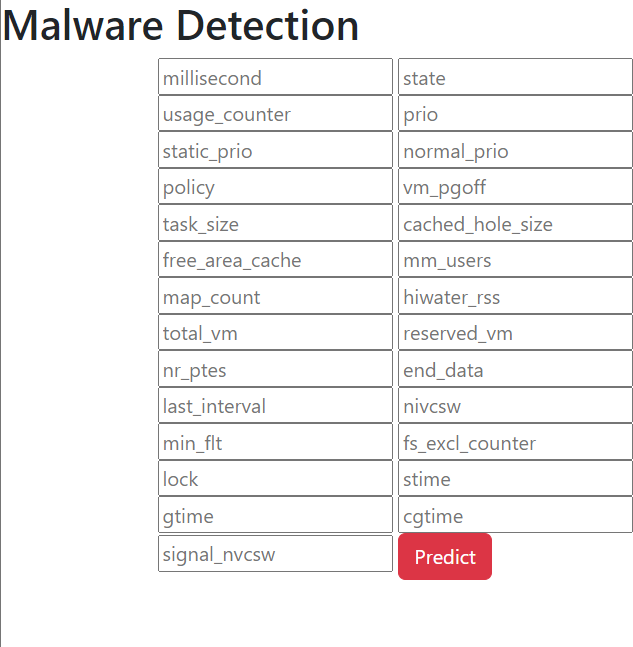 Malware Detection
millisecond state
usage_counter prio
static_prio normal_prio
policy vm_pgoff
task_size cached_hole_size
free_area_cache mm_users
map_count hiwater_rss
total_vm reserved_vm
nr_ptes end_data
last_interval nivcsw
min_flt fs_excl_counter
lock stime
gtime cgtime
signal_nvcsw Predict